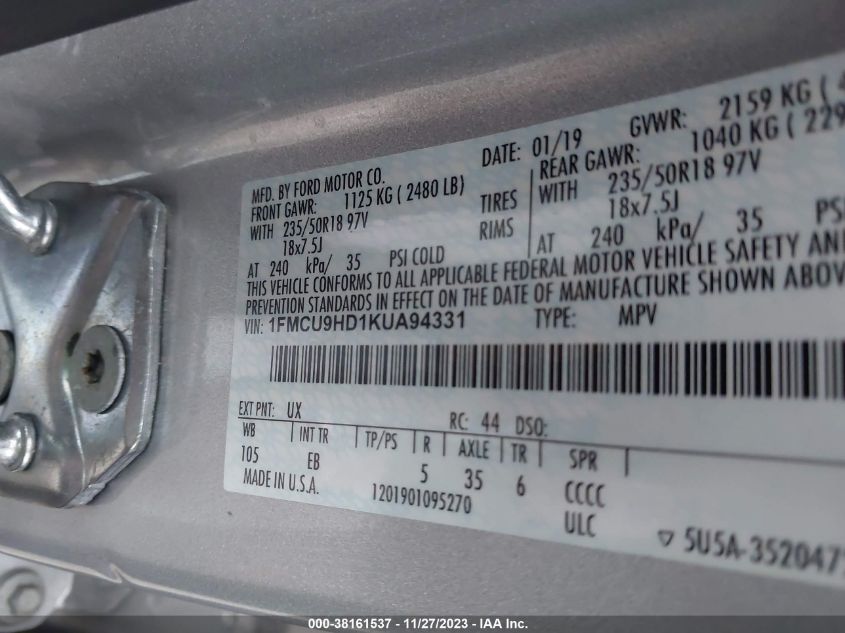 MFD. BY FORD MOTOR CO.
DATE: 01/19 GVWR: 2159 KG (
FRONT GAWR: 1125 KG ( 2480 LB) REAR GAWR: 1040 KG ( 229
WITH 235/50R18 97V TIRES WITH 235/50R18 97V
18x7.5J RIMS 18x7.5J
AT 240 kPa/ 35 PSI COLD AT 240 kPa/ 35 PS
THIS VEHICLE CONFORMS TO ALL APPLICABLE FEDERAL MOTOR VEHICLE SAFETY AN
PREVENTION STANDARDS IN EFFECT ON THE DATE OF MANUFACTURE SHOWN ABOV
VIN: 1FMCU9HD1KUA94331 TYPE: MPV
EXT PNT: UX RC: 44 DSO:
WB INT TR TP/PS R AXLE TR SPR
105 EB 5 35 6 CCCC
MADE IN U.S.A. 1201901095270 ULC
▽ 5U5A-352047
000-38161537 - 11/27/2023 - IAA Inc.